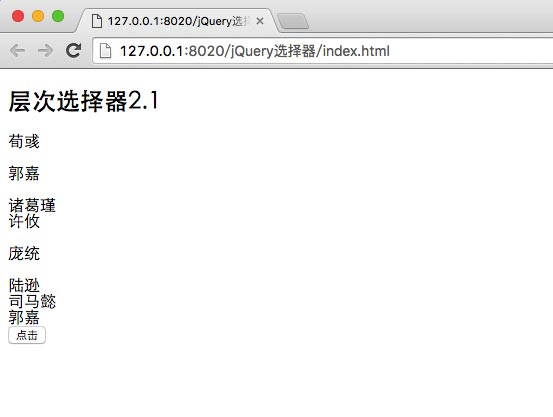 127.0.0.1:8020/jQuery选
127.0.0.1:8020/jQuery选择器/index.html
层次选择器2.1
荀彧
郭嘉
诸葛瑾
许攸
庞统
陆逊
司马懿
郭嘉
点击